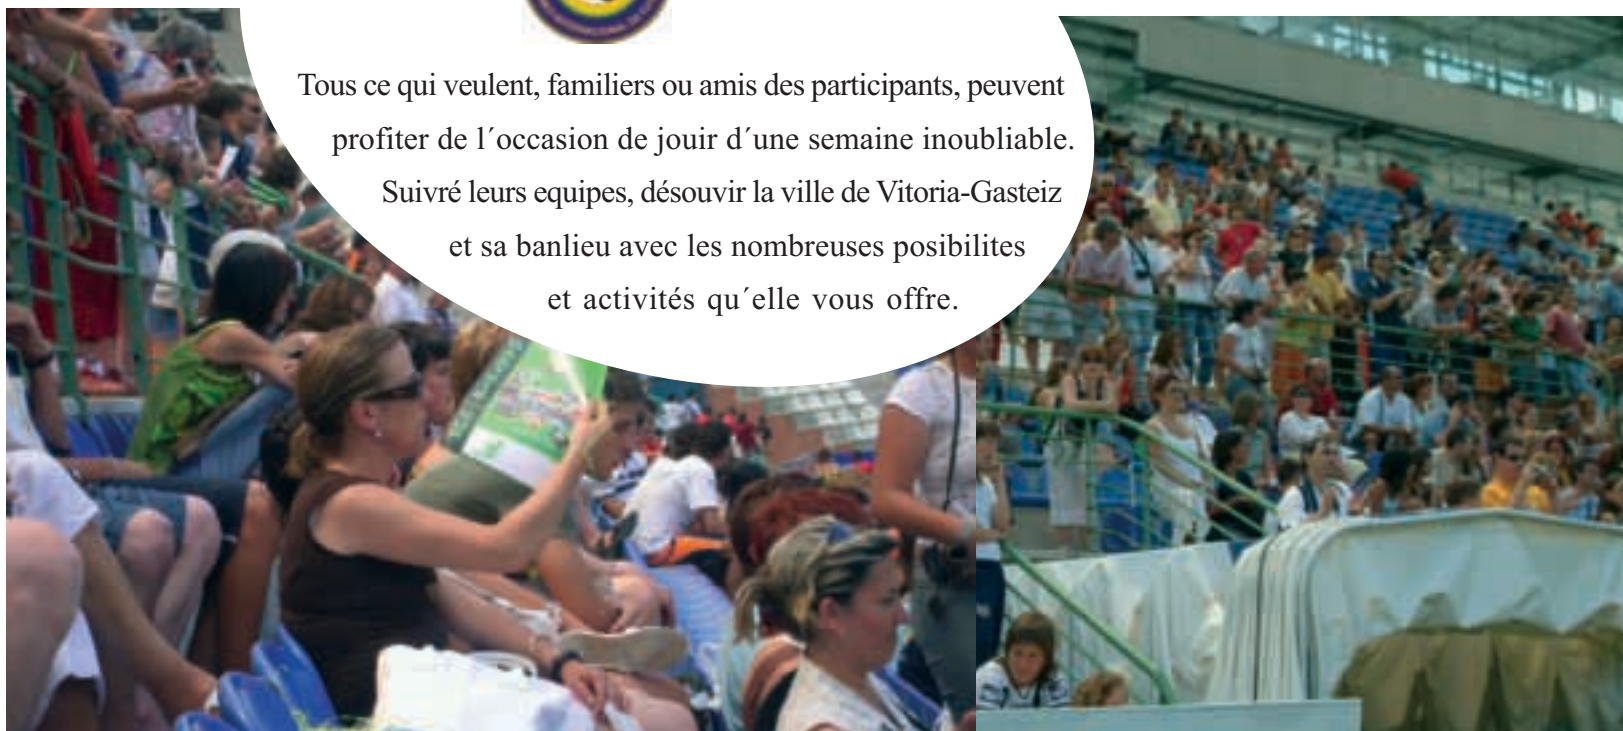 Tous ce qui veulent, familiers ou amis des participants, peuvent
profiter de l´occasion de jouir d´une semaine inoubliable.
Suivré leurs equipes, désouvir la ville de Vitoria-Gasteiz
et sa banlieu avec les nombreuses posibilites
et activités qu´elle vous offre.